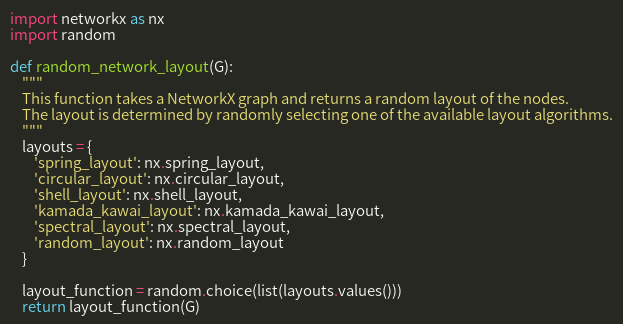 import networkx as nx
import random

def random_network_layout(G):
    """
    This function takes a NetworkX graph and returns a random layout of the nodes.
    The layout is determined by randomly selecting one of the available layout algorithms.
    """
    layouts = {
        'spring_layout': nx.spring_layout,
        'circular_layout': nx.circular_layout,
        'shell_layout': nx.shell_layout,
        'kamada_kawai_layout': nx.kamada_kawai_layout,
        'spectral_layout': nx.spectral_layout,
        'random_layout': nx.random_layout
    }

    layout_function = random.choice(list(layouts.values()))
    return layout_function(G)